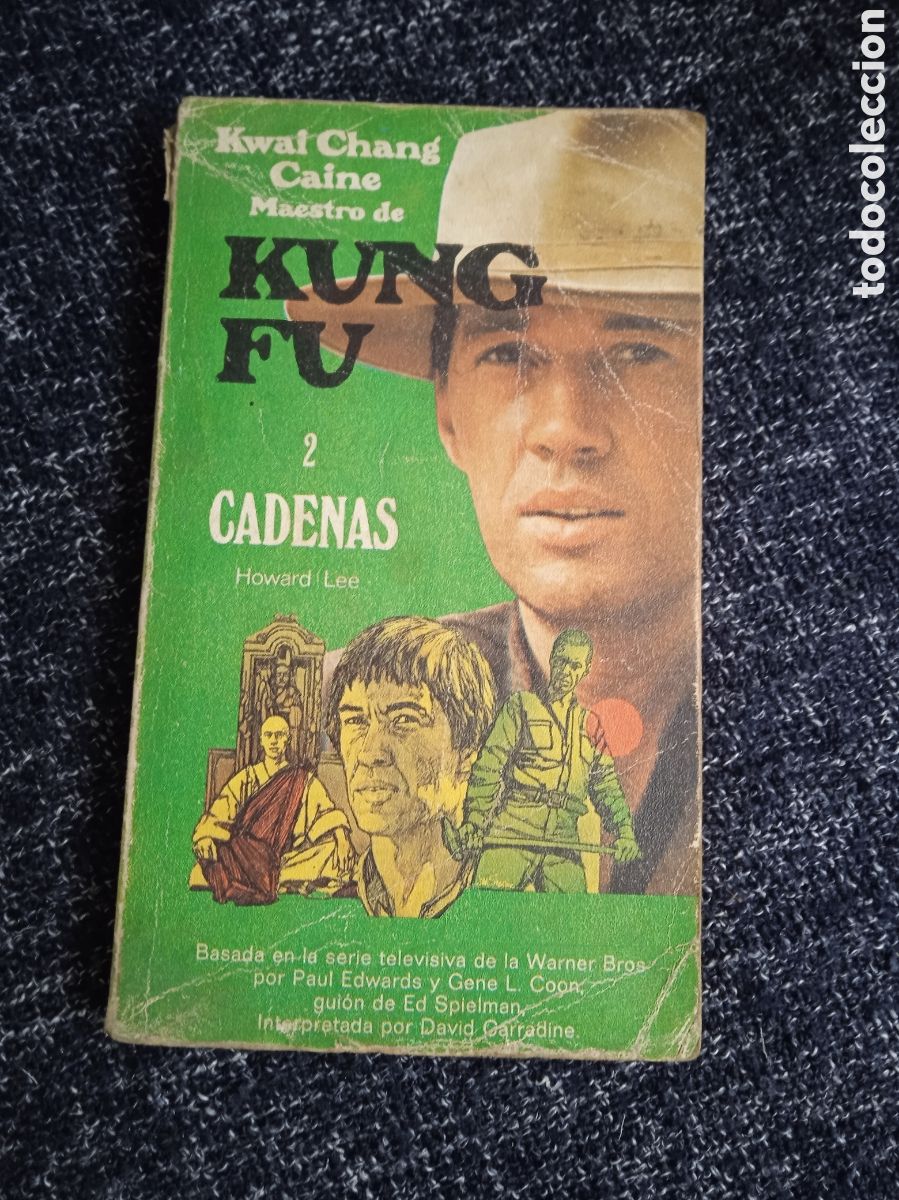 Kwai Chang
Caine
Maestro de
KUNG
FU
2
CADENAS
Howard Lee
Basada en la serie televisiva de la Warner Bros
por Paul Edwards y Gene L. Coon,
guión de Ed Spielman,
Interpretada por David Carradine.
todocoleccion